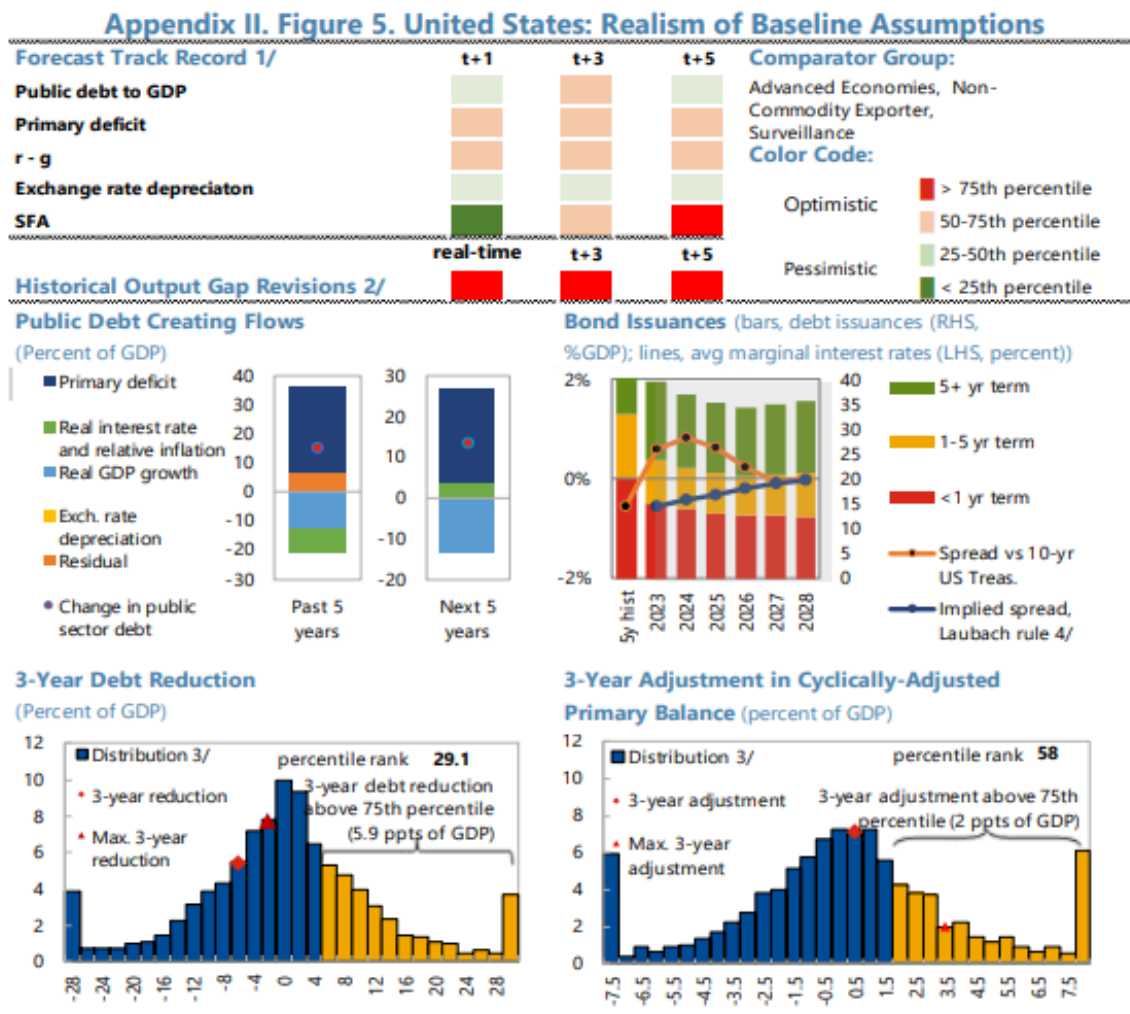 Appendix II. Figure 5. United States: Realism of Baseline Assumptions
Forecast Track Record 1/ t+1 t+3 t+5 Comparator Group:
Public debt to GDP
Primary deficit
r - g
Exchange rate depreciaton
SFA
Advanced Economies, Non-
Commodity Exporter,
Surveillance
Color Code:
Optimistic
> 75th percentile
50-75th percentile
Pessimistic
25-50th percentile
< 25th percentile
real-time t+3 t+5
Historical Output Gap Revisions 2/
Public Debt Creating Flows
(Percent of GDP)
Primary deficit
Real interest rate
and relative inflation
Real GDP growth
Exch. rate
depreciation
Residual
Change in public
sector debt
40
30
20
10
0
-10
-20
-30
Past 5
years
30
20
10
0
-10
-20
Next 5
years
Bond Issuances (bars, debt issuances (RHS,
%GDP); lines, avg marginal interest rates (LHS, percent))
2%
0%
-2%
40
35
30
25
20
15
10
5
0
5y hist 2023 2024 2025 2026 2027 2028
5+ yr term
1-5 yr term
<1 yr term
Spread vs 10-yr
US Treas.
Implied spread,
Laubach rule 4/
3-Year Debt Reduction
(Percent of GDP)
12
10
8
6
4
2
0
Distribution 3/
3-year reduction
Max. 3-year
reduction
percentile rank 29.1
3-year debt reduction
above 75th percentile
(5.9 ppts of GDP)
-28 -24 -20 -16 -12 -8 -4 0 4 8 12 16 20 24 28
3-Year Adjustment in Cyclically-Adjusted
Primary Balance (percent of GDP)
12
10
8
6
4
2
0
Distribution 3/
3-year adjustment
Max. 3-year
adjustment
percentile rank 58
3-year adjustment above 75th
percentile (2 ppts of GDP)
-7.5 -6.5 -5.5 -4.5 -3.5 -2.5 -1.5 -0.5 0.5 1.5 2.5 3.5 4.5 5.5 6.5 7.5